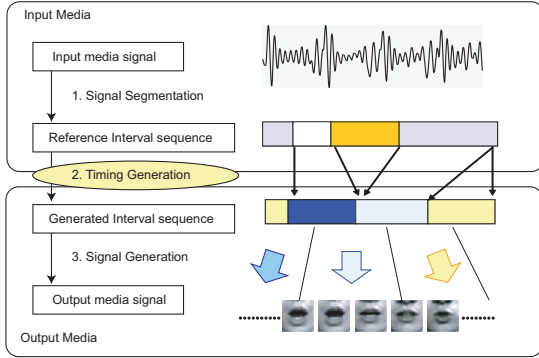 Input Media
Input media signal
1. Signal Segmentation
Reference Interval sequence
2. Timing Generation
Generated Interval sequence
3. Signal Generation
Output media signal
Output Media